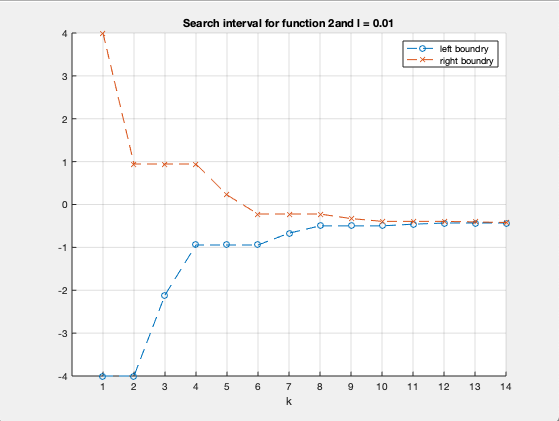 Search interval for function 2and l = 0.01
left boundry
right boundry
4
3
2
1
0
-1
-2
-3
-4
1 2 3 4 5 6 7 8 9 10 11 12 13 14
k